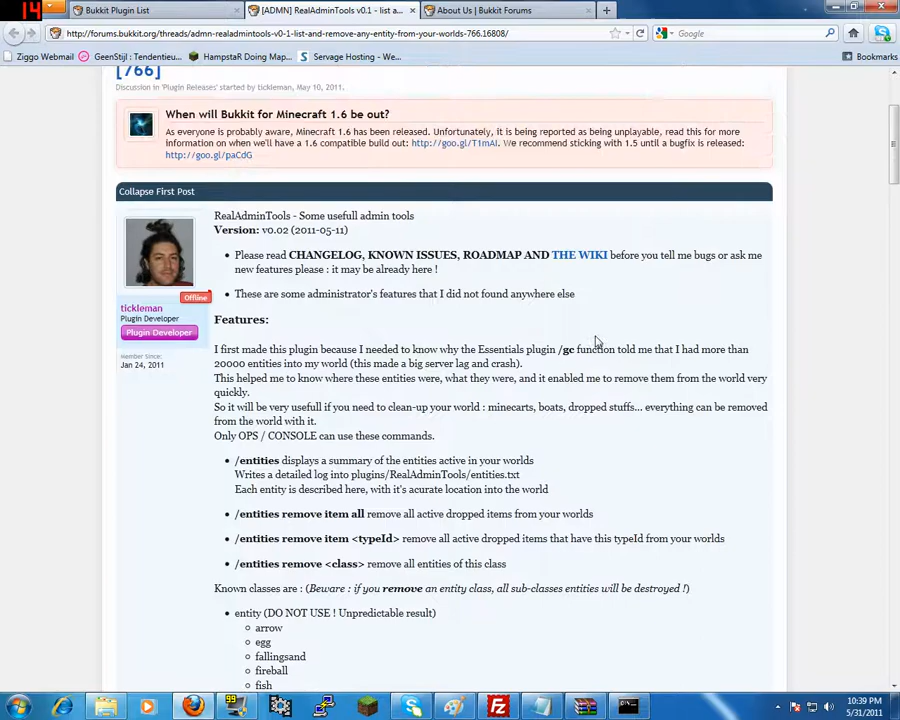 14
Bukkit Plugin List
[ADMN] RealAdminTools v0.1 - list a...
About Us | Bukkit Forums
http://forums.bukkit.org/threads/admn-realadmintools-v0-1-list-and-remove-any-entity-from-your-worlds-766.16808/
Google
Ziggo Webmail
GeenStijl : Tendentieu...
HampstaR Doing Map...
Servage Hosting - We...
Bookmarks
[766]
Discussion in 'Plugin Releases' started by tickleman, May 10, 2011.
When will Bukkit for Minecraft 1.6 be out?
As everyone is probably aware, Minecraft 1.6 has been released. Unfortunately, it is being reported as being unplayable, read this for more
information on when we'll have a 1.6 compatible build out: http://goo.gl/T1mAI. We recommend sticking with 1.5 until a bugfix is released:
http://goo.gl/paCdG
Collapse First Post
Offline
tickleman
Plugin Developer
Plugin Developer
Member Since:
Jan 24, 2011
RealAdminTools - Some usefull admin tools
Version: v0.02 (2011-05-11)
Please read CHANGELOG, KNOWN ISSUES, ROADMAP AND THE WIKI before you tell me bugs or ask me
new features please : it may be already here !
These are some administrator's features that I did not found anywhere else
Features:
I first made this plugin because I needed to know why the Essentials plugin /gc function told me that I had more than
20000 entities into my world (this made a big server lag and crash).
This helped me to know where these entities were, what they were, and it enabled me to remove them from the world very
quickly.
So it will be very usefull if you need to clean-up your world : minecarts, boats, dropped stuffs... everything can be removed
from the world with it.
Only OPS / CONSOLE can use these commands.
/entities displays a summary of the entities active in your worlds
Writes a detailed log into plugins/RealAdminTools/entities.txt
Each entity is described here, with it's acurate location into the world
/entities remove item all remove all active dropped items from your worlds
/entities remove item <typeId> remove all active dropped items that have this typeId from your worlds
/entities remove <class> remove all entities of this class
Known classes are : (Beware : if you remove an entity class, all sub-classes entities will be destroyed !)
entity (DO NOT USE ! Unpredictable result)
arrow
egg
fallingsand
fireball
fish
99
10:39 PM
5/31/2011